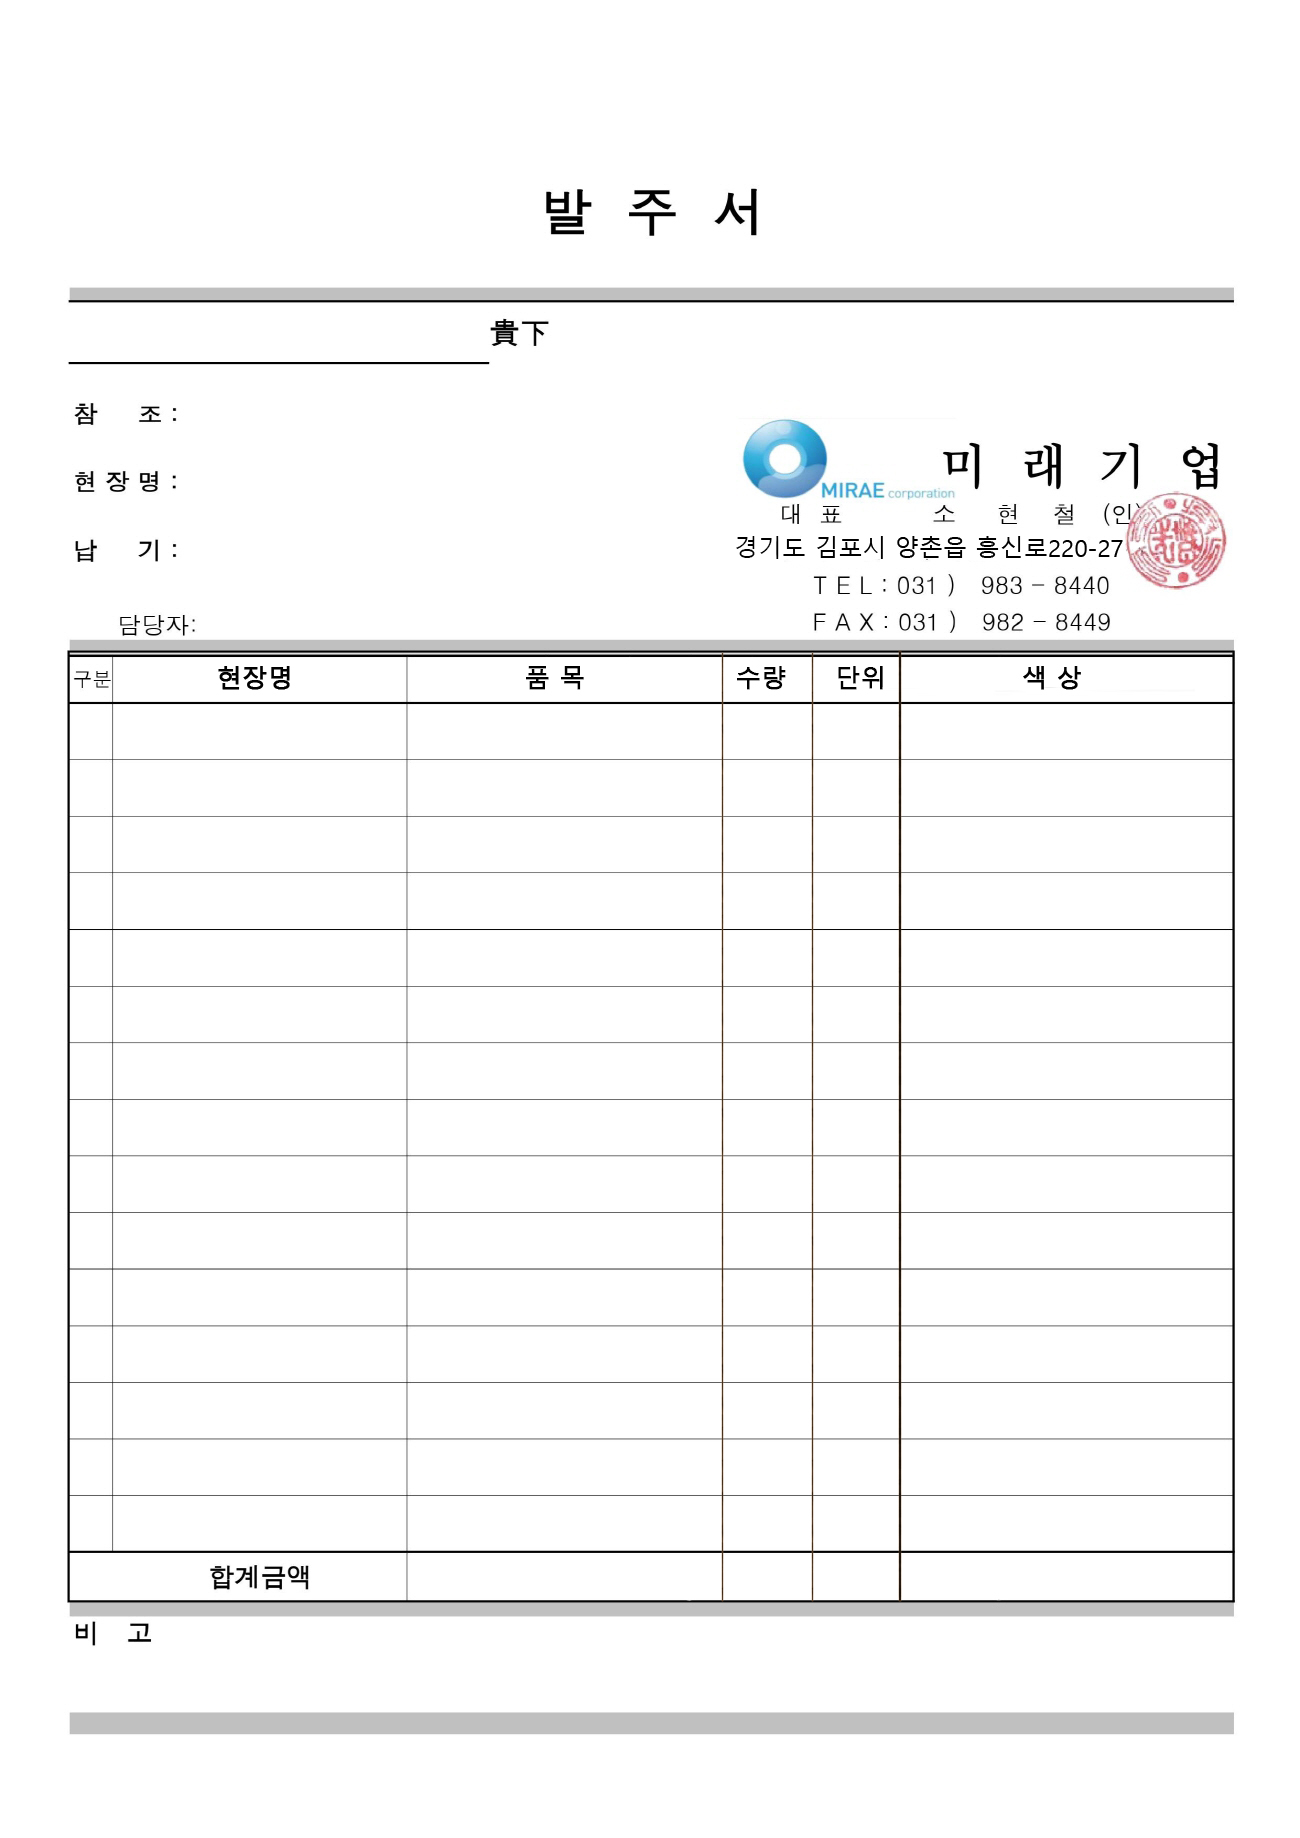 발 주 서
貴下
참 조 :
현 장 명 :
납 기 :
담당자:
MIRAE corporation
미 래 기 업
대 표 소 현 철 (인)
경기도 김포시 양촌읍 흥신로220-27
T E L : 031 ) 983 - 8440
F A X : 031 ) 982 - 8449
구분 현장명 품 목 수량 단위 색 상
합계금액
비 고